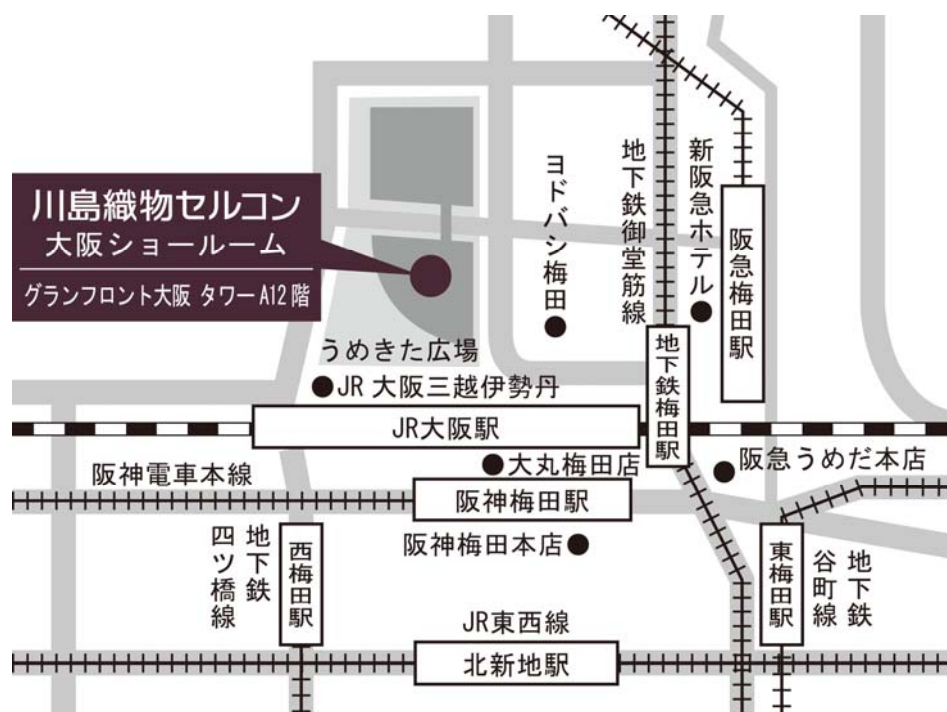 川島織物セルコン
大阪ショールーム
グランフロント大阪 タワーA12階
ヨドバシ梅田
地下鉄御堂筋線
新阪急ホテル
阪急梅田駅
地下鉄梅田駅
うめきた広場
JR大阪三越伊勢丹
JR大阪駅
大丸梅田店
阪急うめだ本店
阪神電車本線
阪神梅田駅
阪神梅田本店
地下鉄
四ツ橋線
西梅田駅
東梅田駅
地下鉄
谷町線
JR東西線
北新地駅